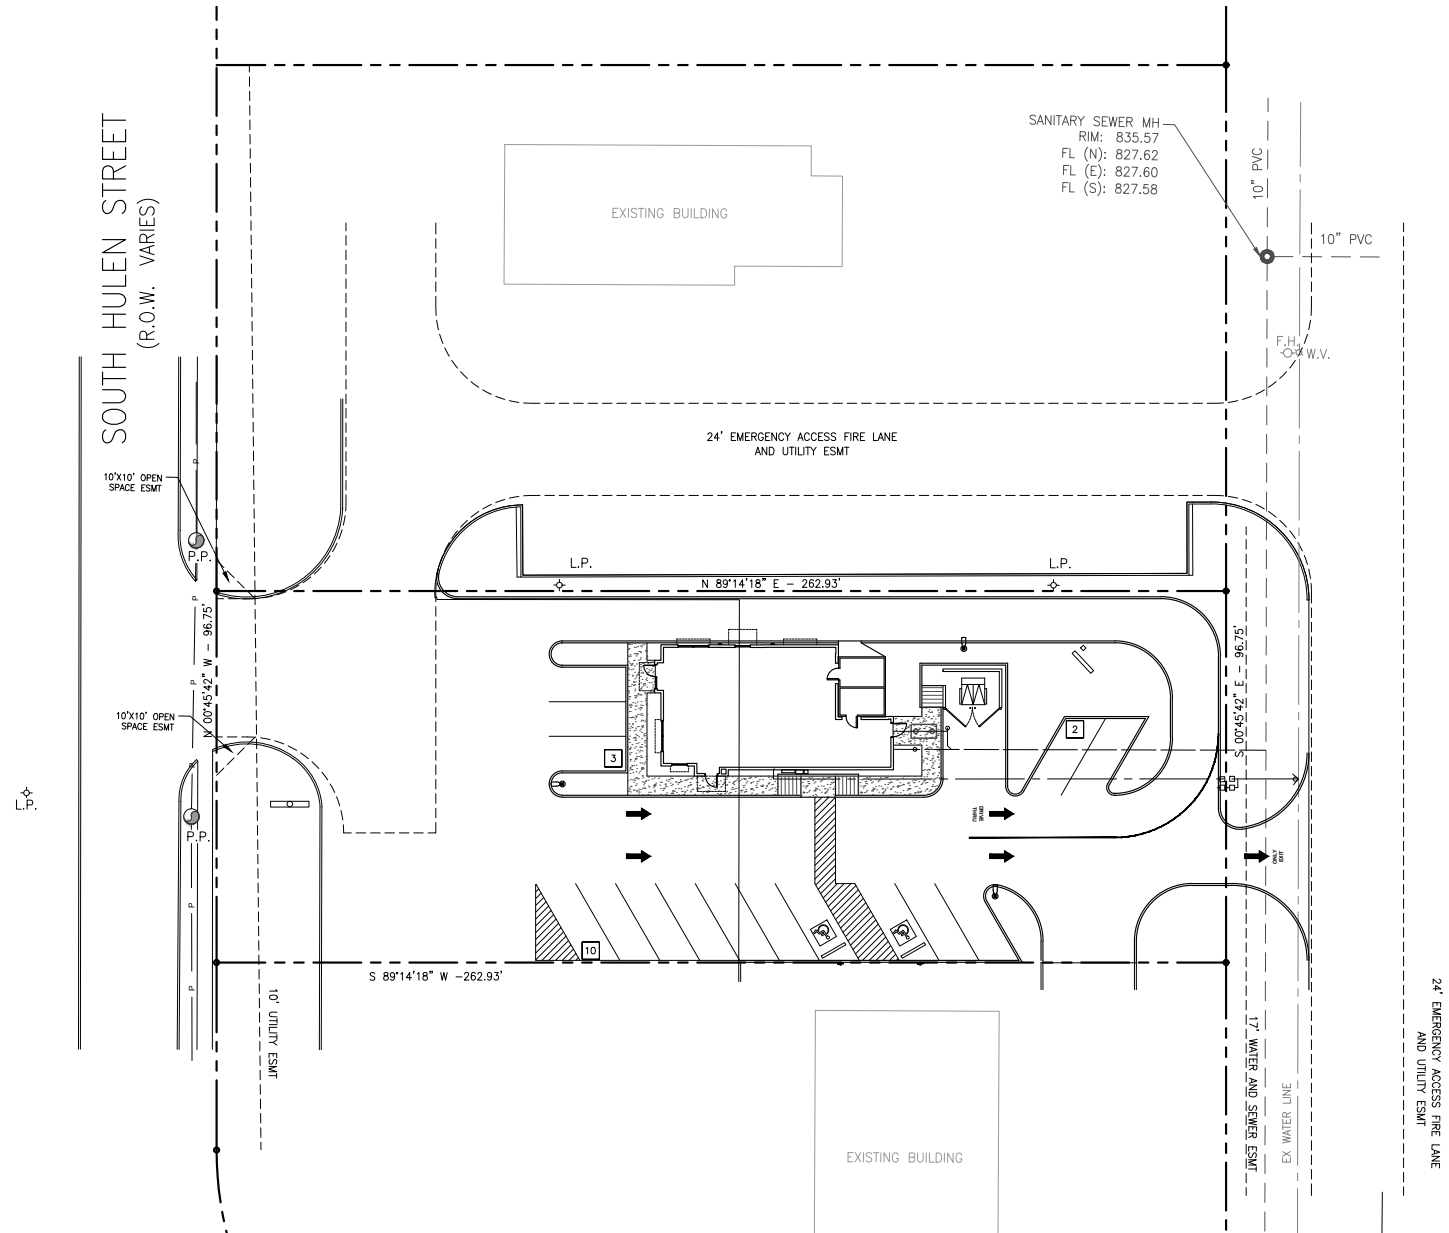 SOUTH HULEN STREET
(R.O.W. VARIES)
SANITARY SEWER MH
RIM: 835.57
FL (N): 827.62
FL (E): 827.60
FL (S): 827.58
10" PVC
10" PVC
EXISTING BUILDING
F.H.
W.V.
24' EMERGENCY ACCESS FIRE LANE
AND UTILITY ESMT
10'X10' OPEN
SPACE ESMT
P
P.P.
L.P.
L.P.
N 89°14'18" E - 262.93'
P
N 00°45'42" W - 96.75'
S 00°45'42" E - 96.75'
P
10'X10' OPEN
SPACE ESMT
2
3
P
L.P.
P.P.
DRIVE
THRU
EXIT
ONLY
P
10
S 89°14'18" W -262.93'
P
10' UTILITY ESMT
17' WATER AND SEWER ESMT
EX WATER LINE
24' EMERGENCY ACCESS FIRE LANE
AND UTILITY ESMT
EXISTING BUILDING